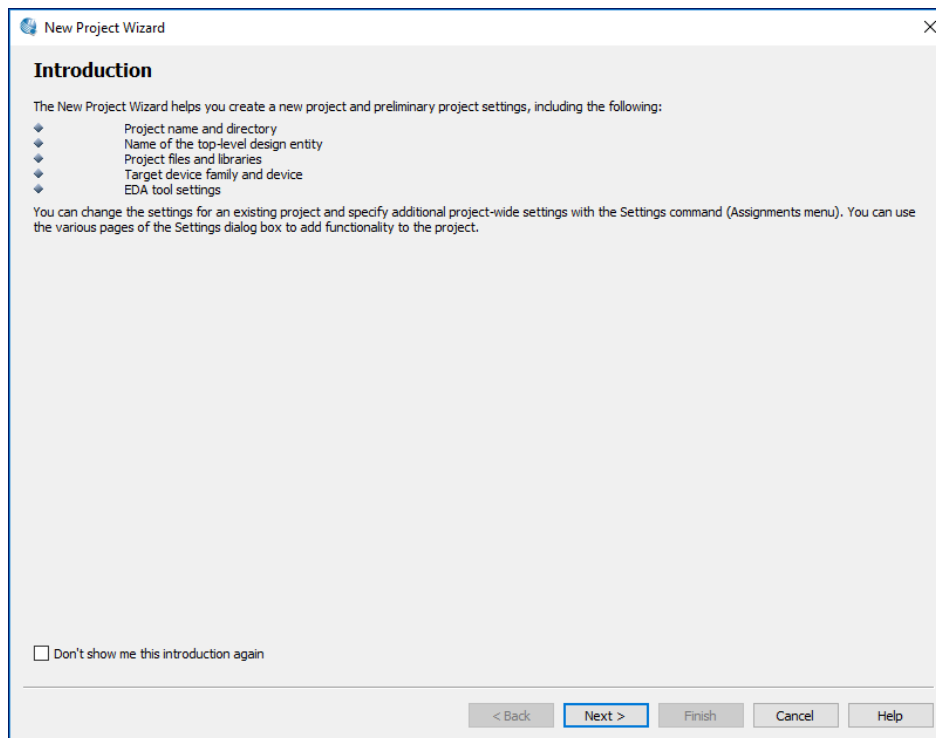 New Project Wizard
Introduction
The New Project Wizard helps you create a new project and preliminary project settings, including the following:
Project name and directory
Name of the top-level design entity
Project files and libraries
Target device family and device
EDA tool settings
You can change the settings for an existing project and specify additional project-wide settings with the Settings command (Assignments menu). You can use
the various pages of the Settings dialog box to add functionality to the project.
Don't show me this introduction again
< Back Next > Finish Cancel Help